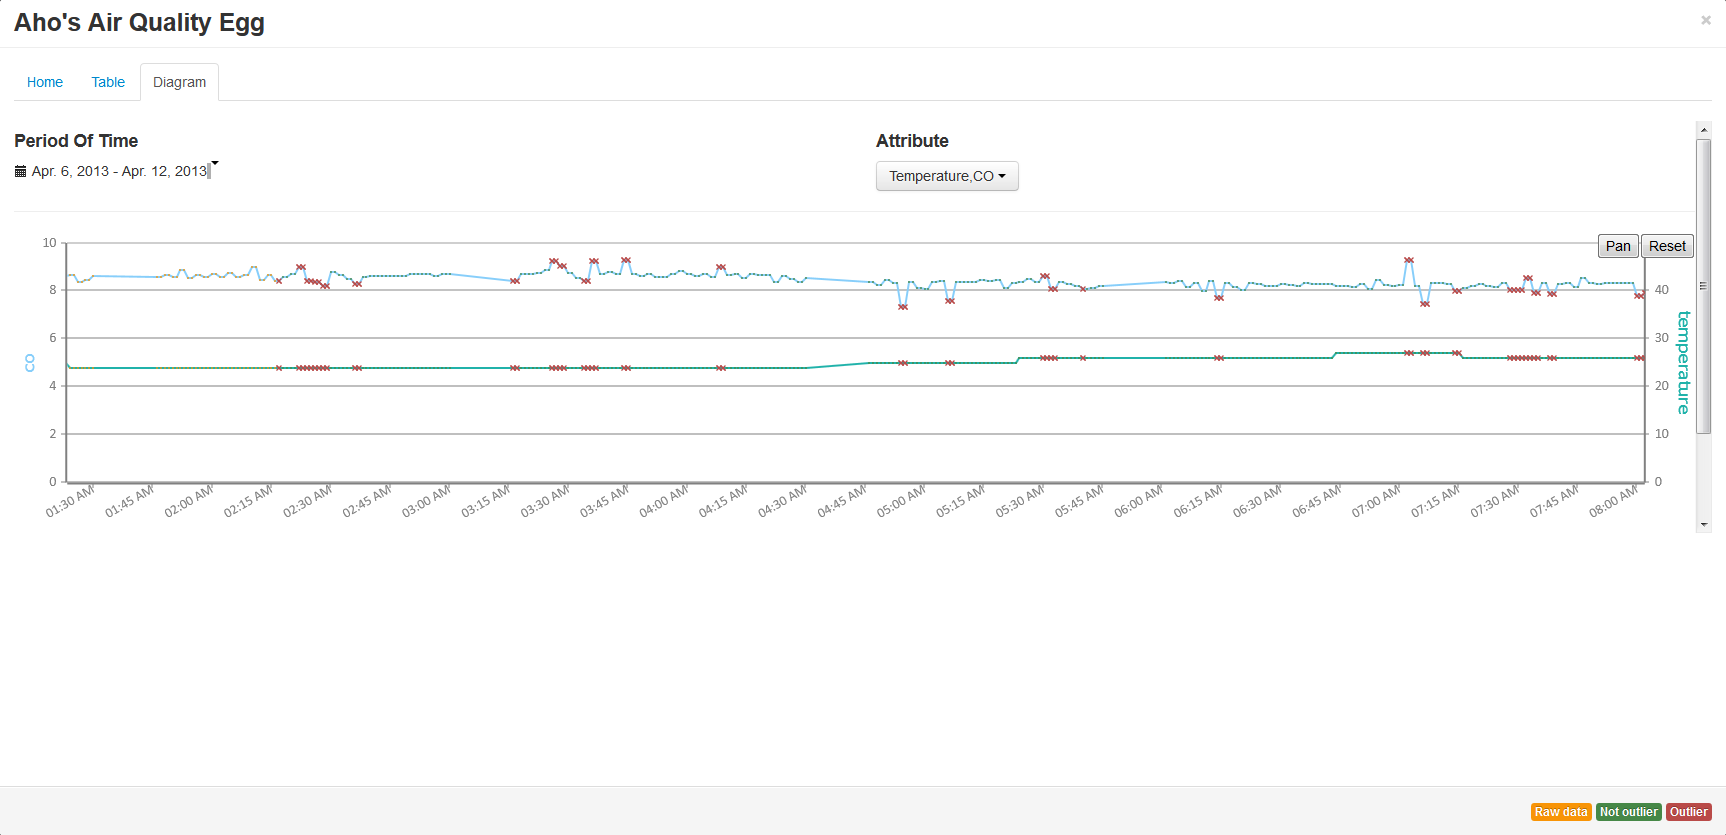 Aho's Air Quality Egg
×
Home Table Diagram
Period Of Time
Attribute
Apr. 6, 2013 - Apr. 12, 2013
Temperature,CO
Pan Reset
10
8
6
4
2
0
CO
40
30
20
10
0
temperature
01:30 AM 01:45 AM 02:00 AM 02:15 AM 02:30 AM 02:45 AM 03:00 AM 03:15 AM 03:30 AM 03:45 AM 04:00 AM 04:15 AM 04:30 AM 04:45 AM 05:00 AM 05:15 AM 05:30 AM 05:45 AM 06:00 AM 06:15 AM 06:30 AM 06:45 AM 07:00 AM 07:15 AM 07:30 AM 07:45 AM 08:00 AM
Raw data Not outlier Outlier